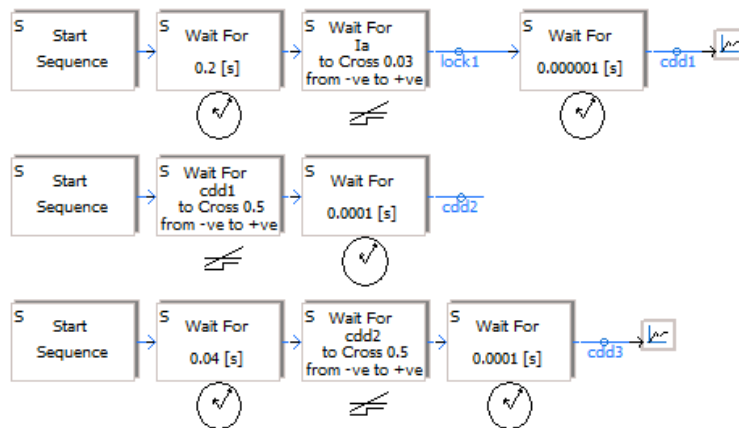 S
Start
Sequence
S
Wait For
0.2 [s]
S
Wait For
Ia
to Cross 0.03
from -ve to +ve
lock1
S
Wait For
0.000001 [s]
cdd1
S
Start
Sequence
S
Wait For
cdd1
to Cross 0.5
from -ve to +ve
S
Wait For
0.0001 [s]
cdd2
S
Start
Sequence
S
Wait For
0.04 [s]
S
Wait For
cdd2
to Cross 0.5
from -ve to +ve
S
Wait For
0.0001 [s]
cdd3